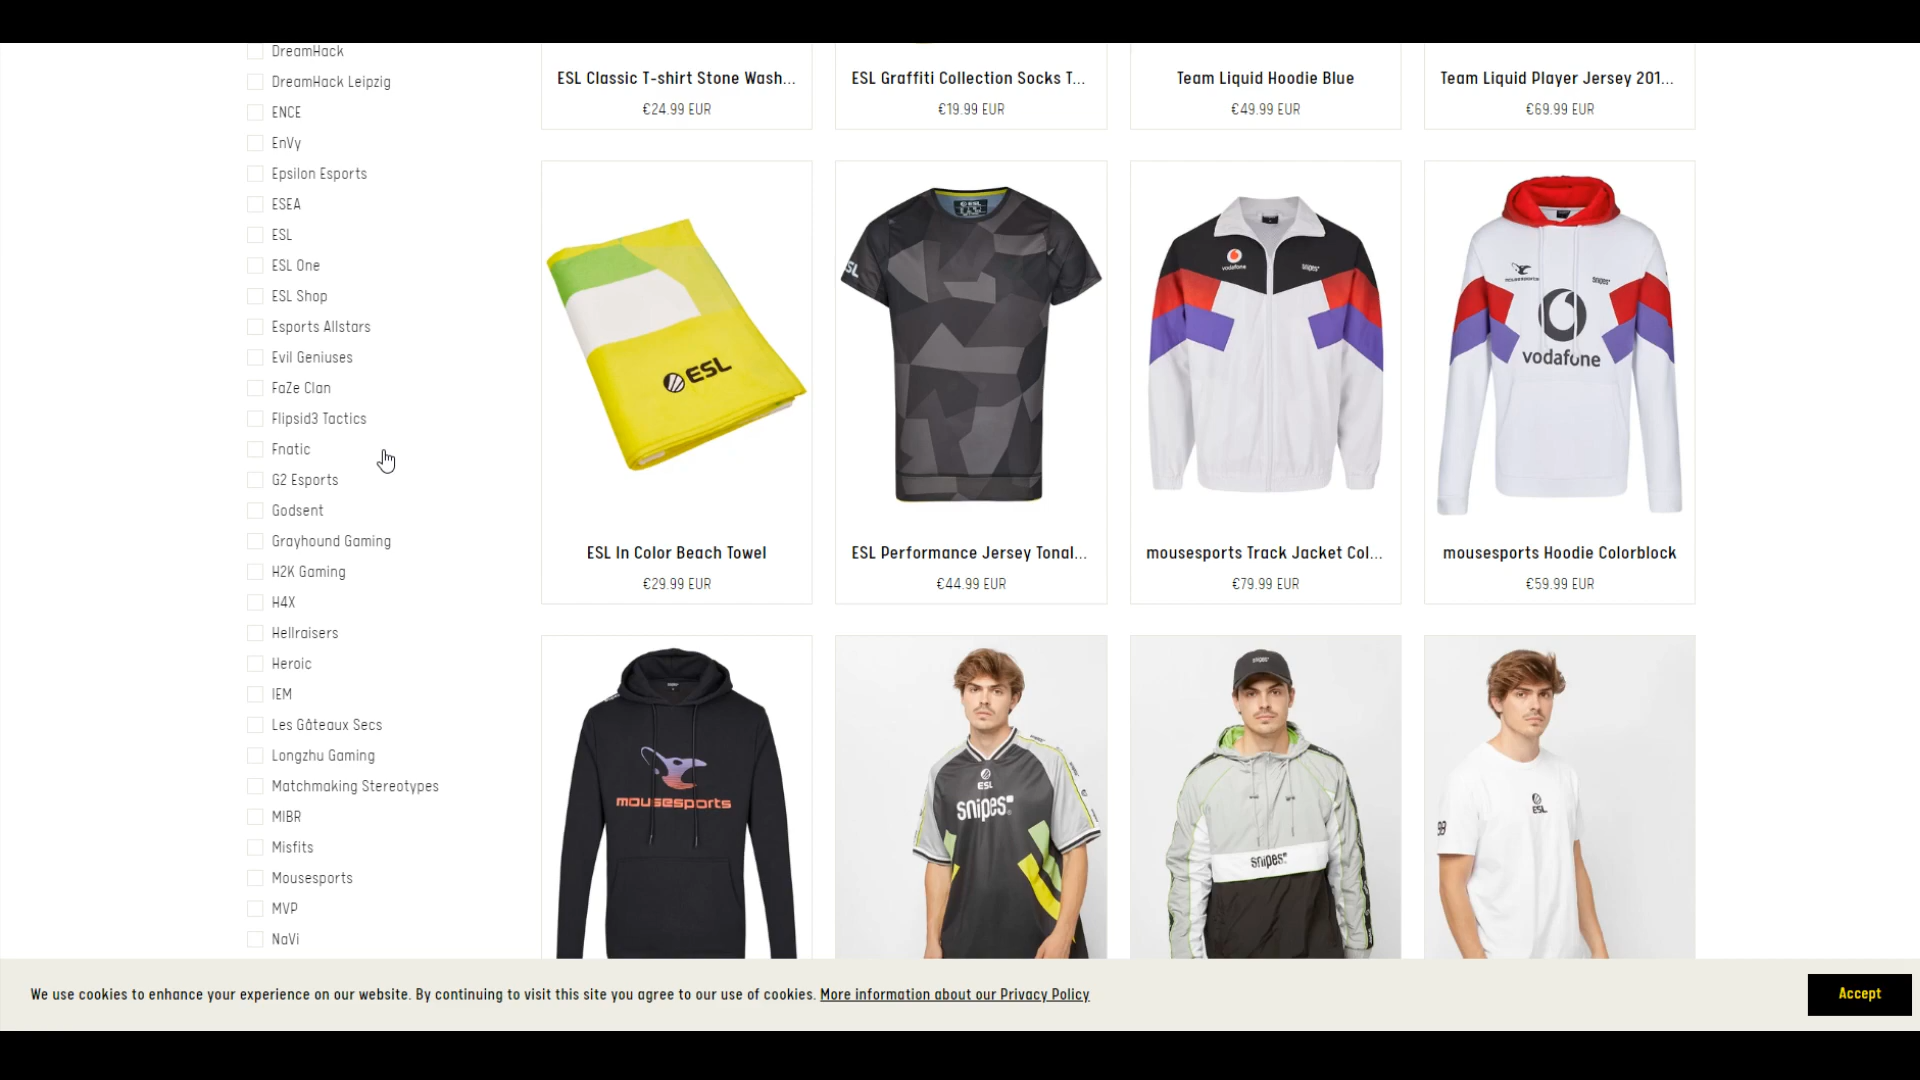 DreamHack
DreamHack Leipzig
ENCE
EnVy
Epsilon Esports
ESEA
ESL
ESL One
ESL Shop
Esports Allstars
Evil Geniuses
FaZe Clan
Flipsid3 Tactics
Fnatic
G2 Esports
Godsent
Grayhound Gaming
H2K Gaming
H4X
Hellraisers
Heroic
IEM
Les Gâteaux Secs
Longzhu Gaming
Matchmaking Stereotypes
MIBR
Misfits
Mousesports
MVP
NaVi
ESL Classic T-shirt Stone Wash...
€24.99 EUR
ESL Graffiti Collection Socks T...
€19.99 EUR
Team Liquid Hoodie Blue
€49.99 EUR
Team Liquid Player Jersey 201...
€69.99 EUR
ESL
ESL In Color Beach Towel
€29.99 EUR
ESL
ESL Performance Jersey Tonal...
€44.99 EUR
vodafone
snipes
mousesports Track Jacket Col...
€79.99 EUR
snipes
vodafone
mousesports Hoodie Colorblock
€59.99 EUR
mousesports
ESL
snipes
snipes
snipes
ESL
We use cookies to enhance your experience on our website. By continuing to visit this site you agree to our use of cookies. More information about our Privacy Policy
Accept